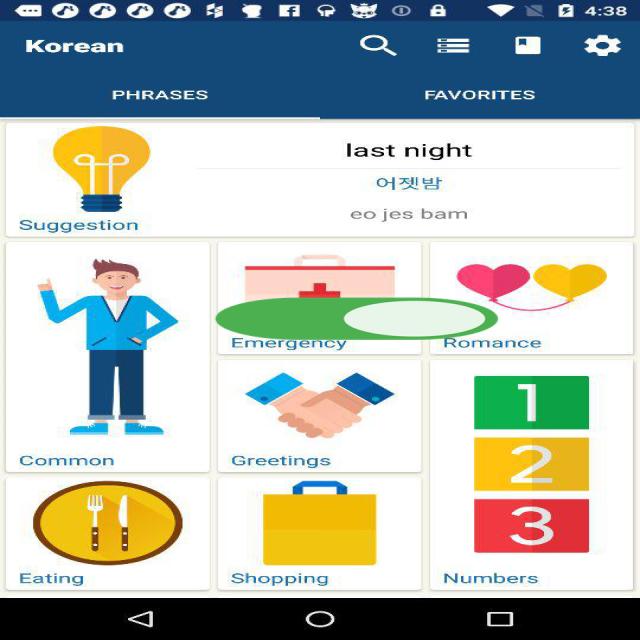 4:38
Korean
PHRASES
FAVORITES
last night
어젯밤
eo jes bam
Suggestion
Emergency
Romance
1
2
3
Common
Greetings
Eating
Shopping
Numbers